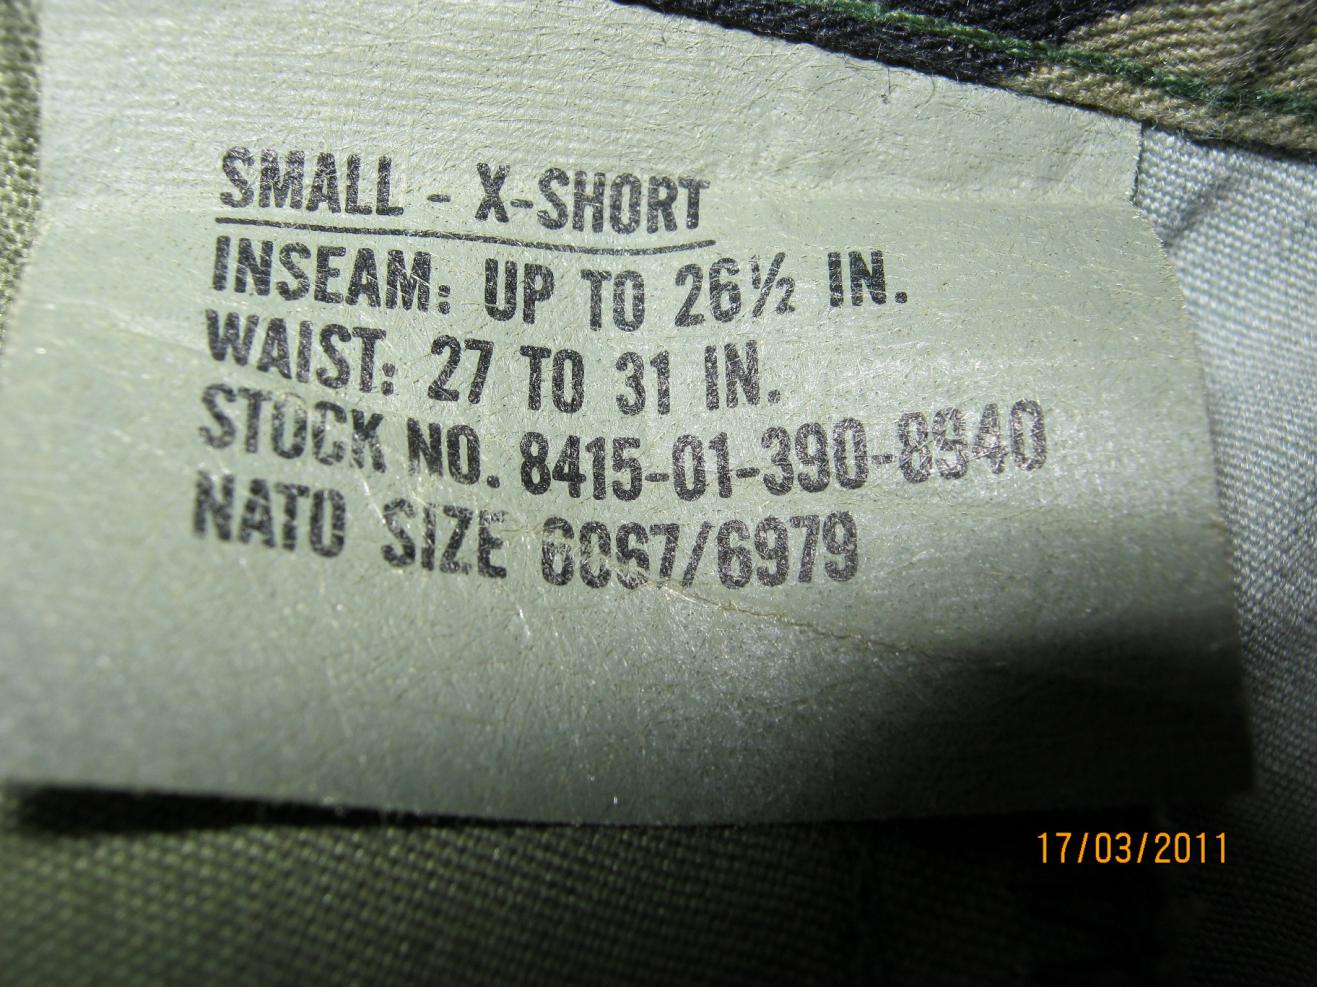 SMALL - X-SHORT
INSEAM: UP TO 26½ IN.
WAIST: 27 TO 31 IN.
STOCK NO. 8415-01-390-8940
NATO SIZE 6067/6979
17/03/2011